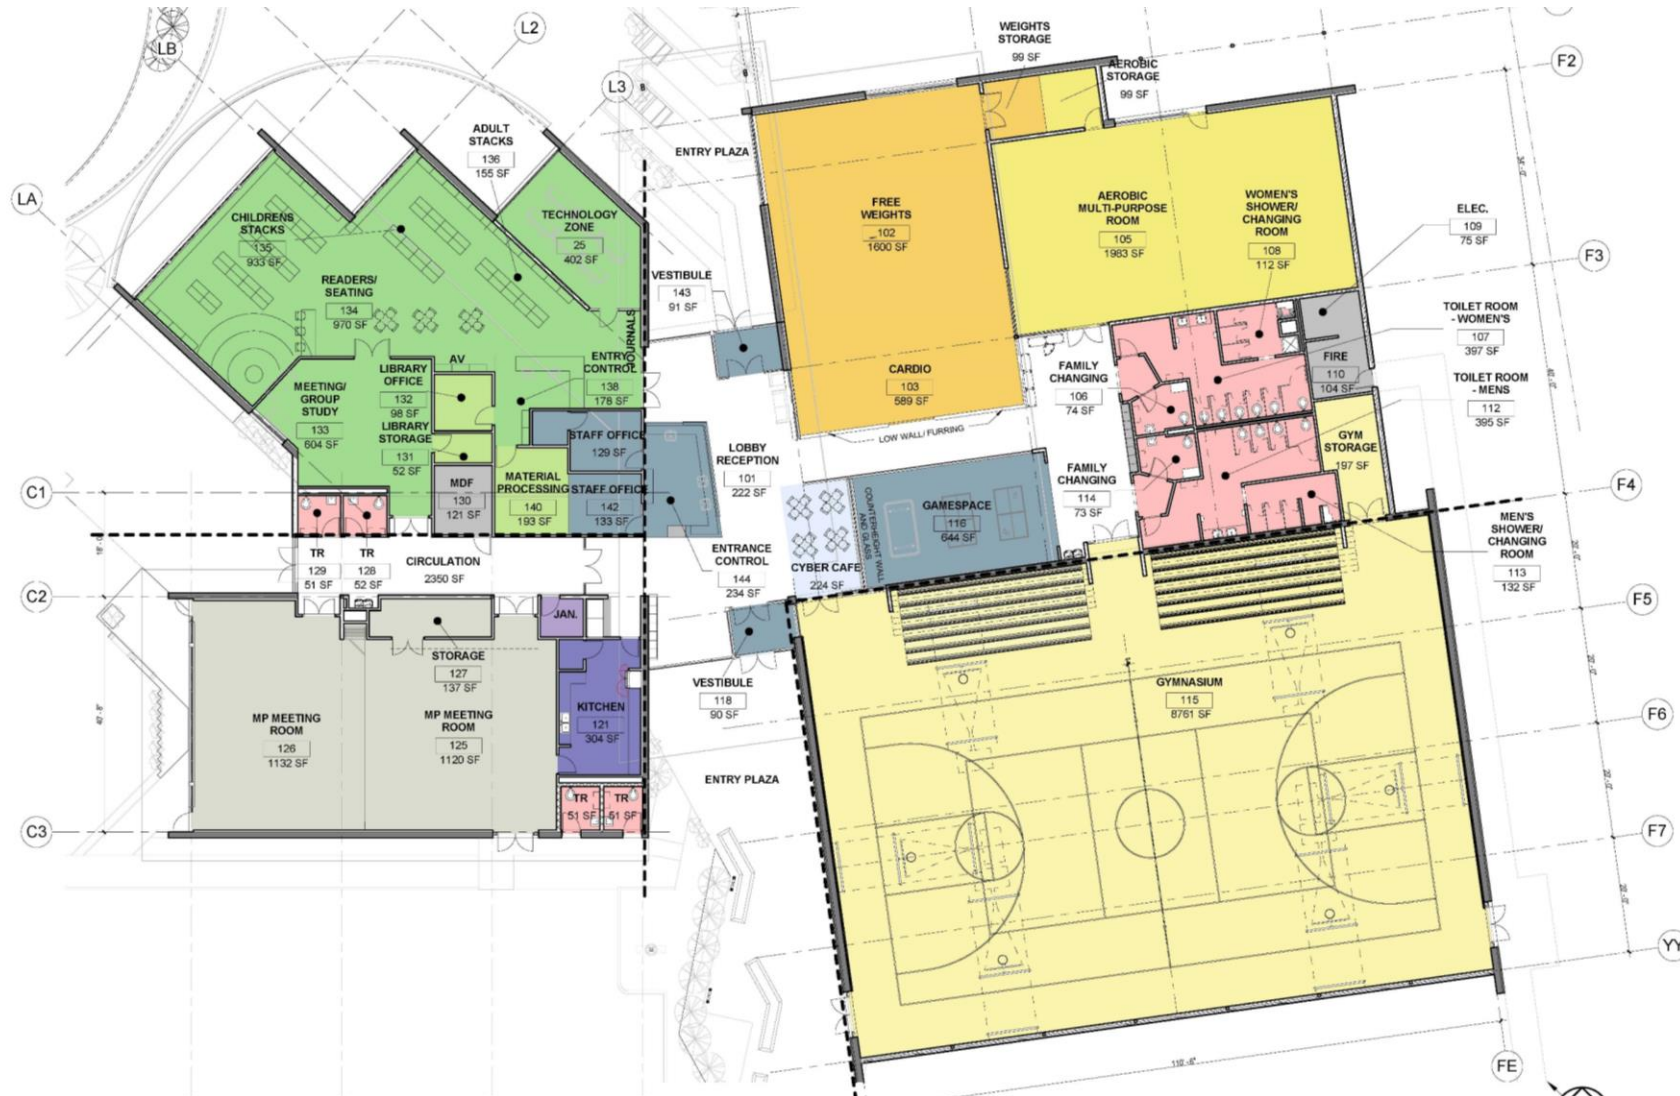 LB
L2
L3
LA
C1
C2
C3
F2
F3
F4
F5
F6
F7
YY
FE
WEIGHTS
STORAGE
99 SF
AEROBIC
STORAGE
99 SF
ADULT
STACKS
136
155 SF
ENTRY PLAZA
CHILDRENS
STACKS
135
933 SF
TECHNOLOGY
ZONE
25
402 SF
READERS/
SEATING
134
970 SF
VESTIBULE
143
91 SF
JOURNALS
FREE
WEIGHTS
102
1600 SF
AEROBIC
MULTI-PURPOSE
ROOM
105
1983 SF
WOMEN'S
SHOWER/
CHANGING
ROOM
108
112 SF
ELEC.
109
75 SF
TOILET ROOM
- WOMEN'S
107
397 SF
TOILET ROOM
- MENS
112
395 SF
FIRE
110
104 SF
AV
LIBRARY
OFFICE
132
98 SF
ENTRY
CONTROL
138
178 SF
MEETING/
GROUP
STUDY
133
604 SF
LIBRARY
STORAGE
131
52 SF
CARDIO
103
589 SF
LOW WALL/ FURRING
FAMILY
CHANGING
106
74 SF
GYM
STORAGE
197 SF
STAFF OFFICE
129 SF
STAFF OFFICE
142
133 SF
LOBBY
RECEPTION
101
222 SF
MDF
130
121 SF
MATERIAL
PROCESSING
140
193 SF
FAMILY
CHANGING
114
73 SF
GAMESPACE
116
644 SF
COUNTERHEIGHT WALL
AND GLASS
MEN'S
SHOWER/
CHANGING
ROOM
113
132 SF
TR
129
51 SF
TR
128
52 SF
CIRCULATION
2350 SF
ENTRANCE
CONTROL
144
234 SF
CYBER CAFE
224 SF
JAN.
STORAGE
127
137 SF
VESTIBULE
118
90 SF
GYMNASIUM
115
8761 SF
MP MEETING
ROOM
126
1132 SF
MP MEETING
ROOM
125
1120 SF
KITCHEN
121
304 SF
ENTRY PLAZA
TR
51 SF
TR
51 SF
110' - 6"